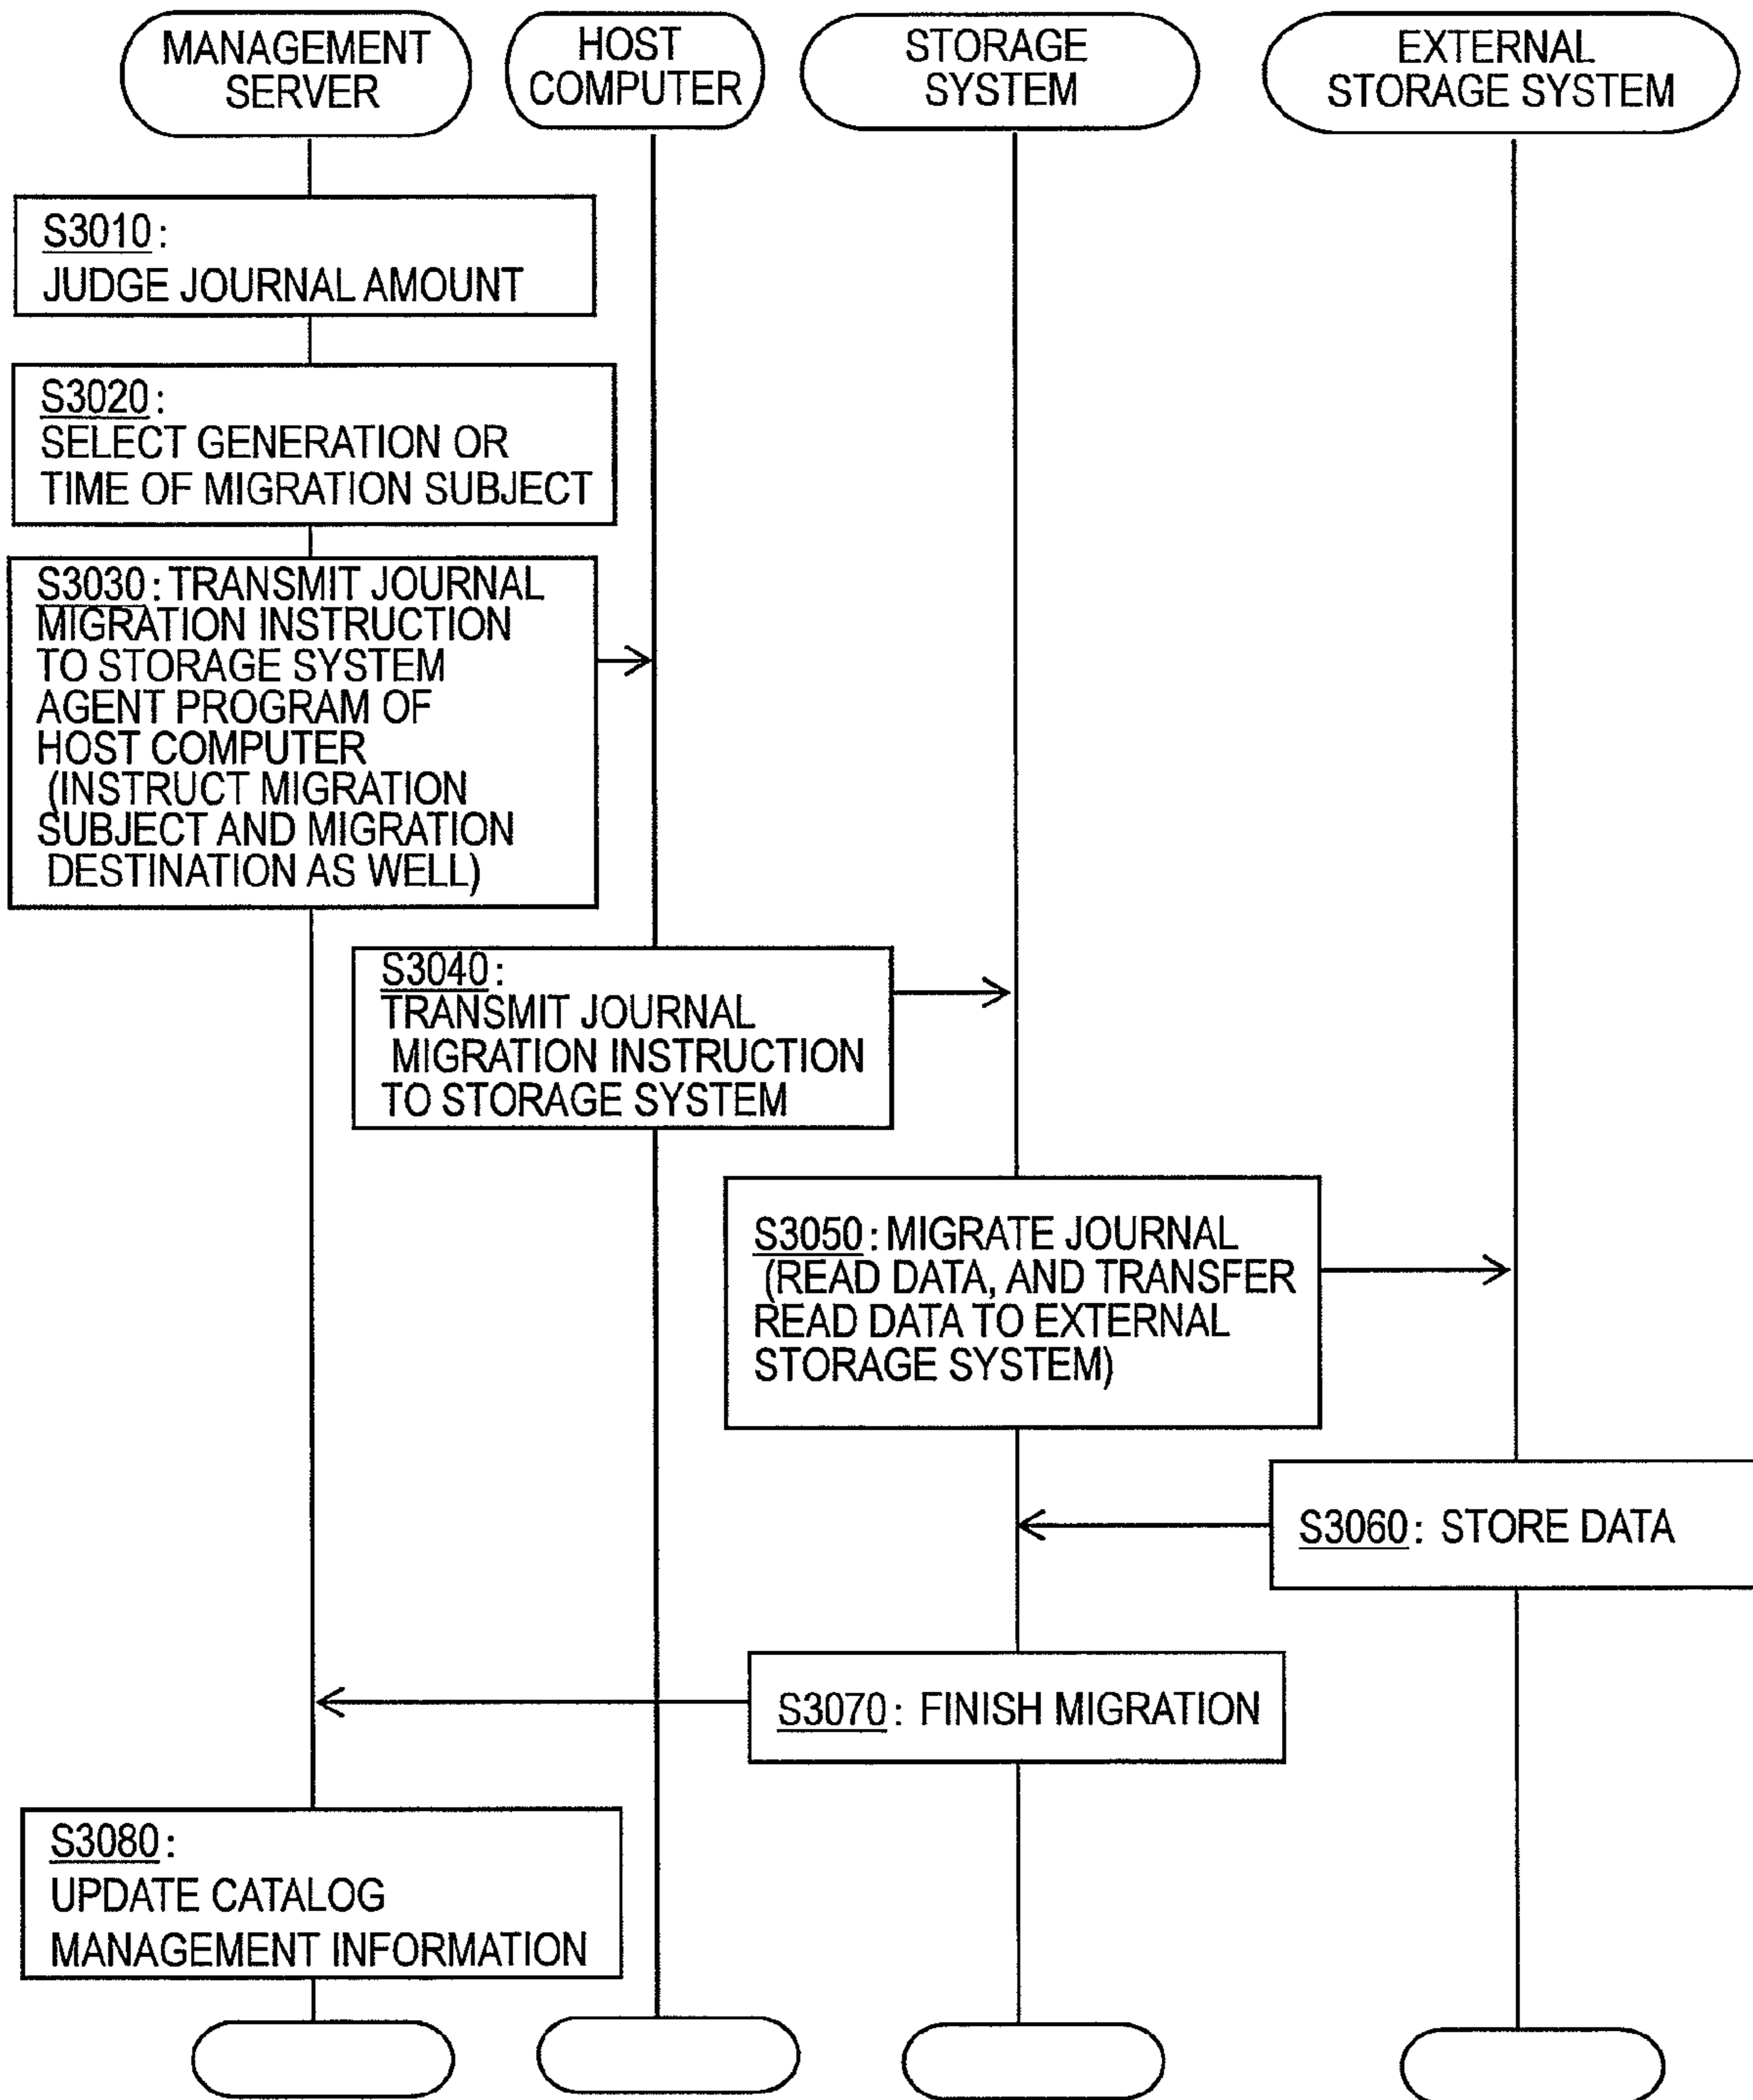 MANAGEMENT
SERVER
HOST
COMPUTER
STORAGE
SYSTEM
EXTERNAL
STORAGE SYSTEM
S3010:
JUDGE JOURNAL AMOUNT
S3020:
SELECT GENERATION OR
TIME OF MIGRATION SUBJECT
S3030: TRANSMIT JOURNAL
MIGRATION INSTRUCTION
TO STORAGE SYSTEM
AGENT PROGRAM OF
HOST COMPUTER
(INSTRUCT MIGRATION
SUBJECT AND MIGRATION
DESTINATION AS WELL)
S3040:
TRANSMIT JOURNAL
MIGRATION INSTRUCTION
TO STORAGE SYSTEM
S3050: MIGRATE JOURNAL
(READ DATA, AND TRANSFER
READ DATA TO EXTERNAL
STORAGE SYSTEM)
S3060: STORE DATA
S3070: FINISH MIGRATION
S3080:
UPDATE CATALOG
MANAGEMENT INFORMATION